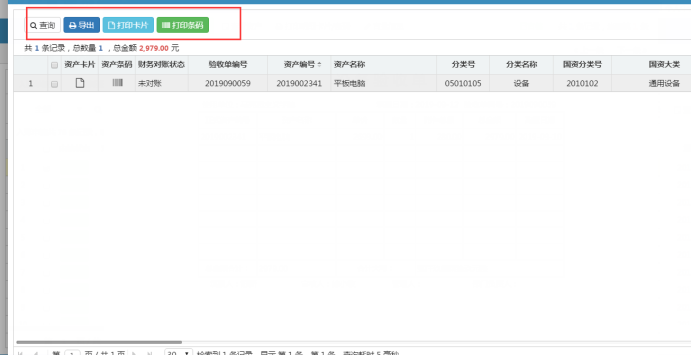 查询 导出 打印卡片 打印条码
共 1 条记录，总数量 1 ，总金额 2,979.00 元
资产卡片 资产条码 财务对账状态 验收单编号 资产编号 资产名称 分类号 分类名称 国资分类号 国资大类
1 未对账 2019090059 2019002341 平板电脑 05010105 设备 2010102 通用设备
第 1 页 / 共 1 页 30 检索到 1 条记录，显示 第 1 条 - 第 1 条，查询耗时 5 毫秒